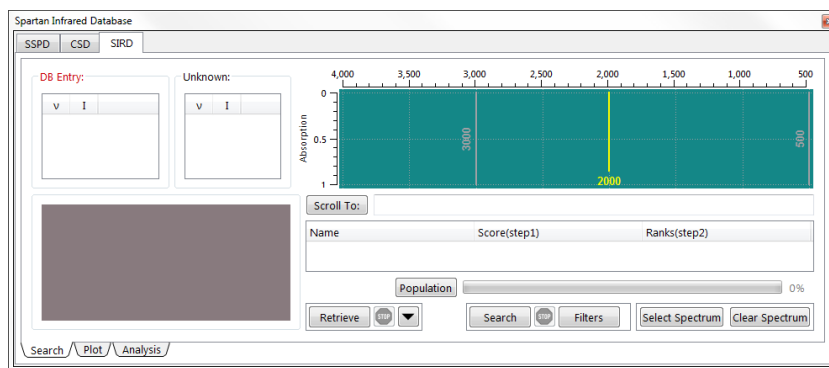 Spartan Infrared Database
SSPD CSD SIRD
DB Entry: Unknown:
ν I ν I
4,000 3,500 3,000 2,500 2,000 1,500 1,000 500
Absorption
0
0.5
1
3000
2000
500
Scroll To:
Name Score(step1) Ranks(step2)
Population 0%
Retrieve STOP Search STOP Filters Select Spectrum Clear Spectrum
Search Plot Analysis